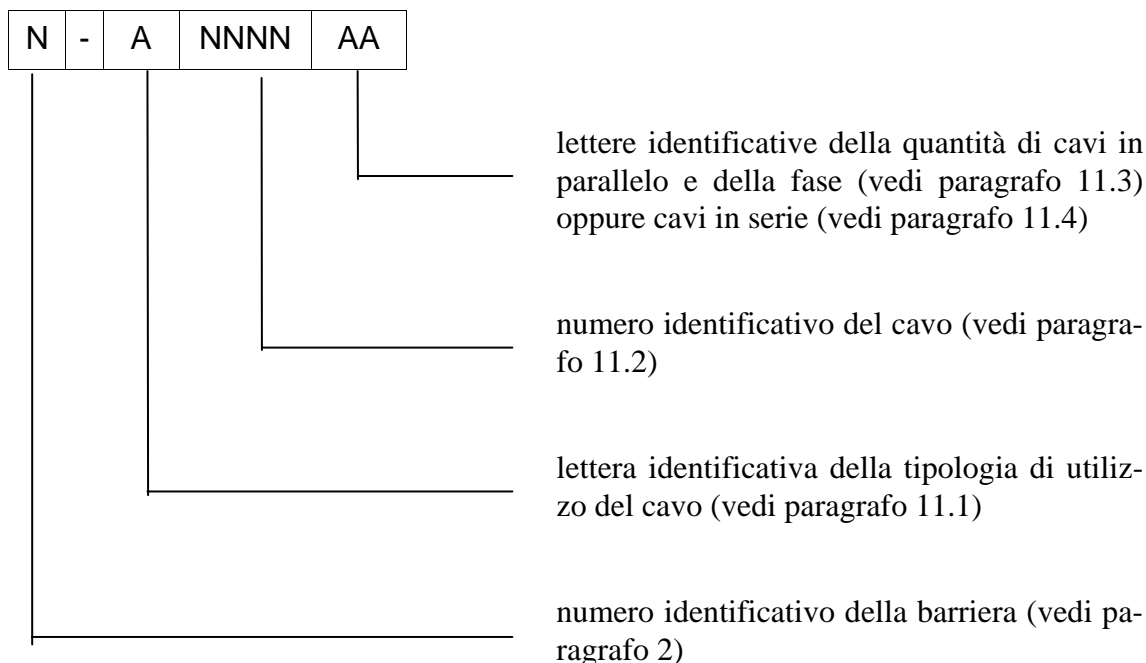 N - A NNNN AA
lettere identificative della quantità di cavi in
parallelo e della fase (vedi paragrafo 11.3)
oppure cavi in serie (vedi paragrafo 11.4)
numero identificativo del cavo (vedi paragra-
fo 11.2)
lettera identificativa della tipologia di utiliz-
zo del cavo (vedi paragrafo 11.1)
numero identificativo della barriera (vedi pa-
ragrafo 2)